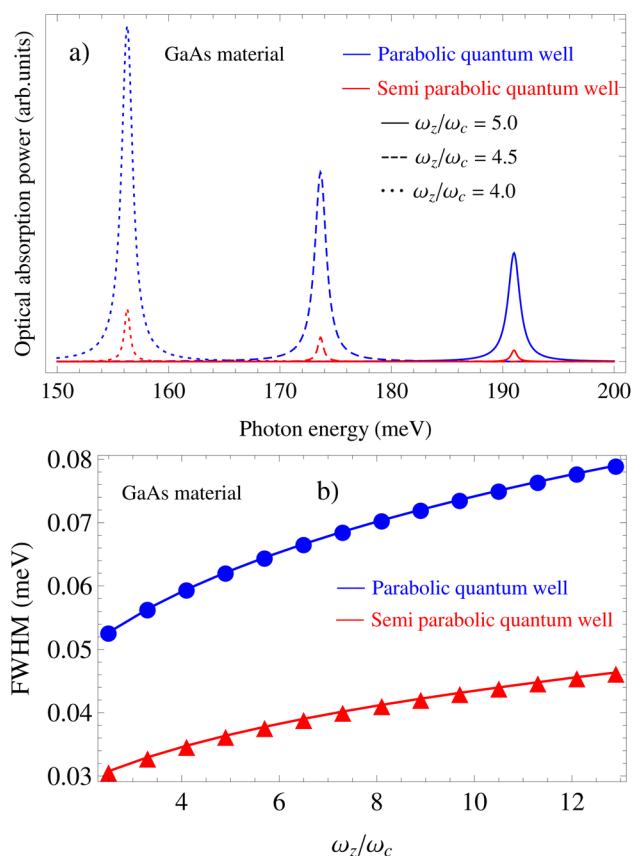 a)
GaAs material
Parabolic quantum well
Semi parabolic quantum well
ω_z/ω_c = 5.0
ω_z/ω_c = 4.5
ω_z/ω_c = 4.0
Optical absorption power (arb.units)
150 160 170 180 190 200
Photon energy (meV)
0.08
0.07
0.06
0.05
0.04
0.03
FWHM (meV)
GaAs material
b)
Parabolic quantum well
Semi parabolic quantum well
4 6 8 10 12
ω_z/ω_c